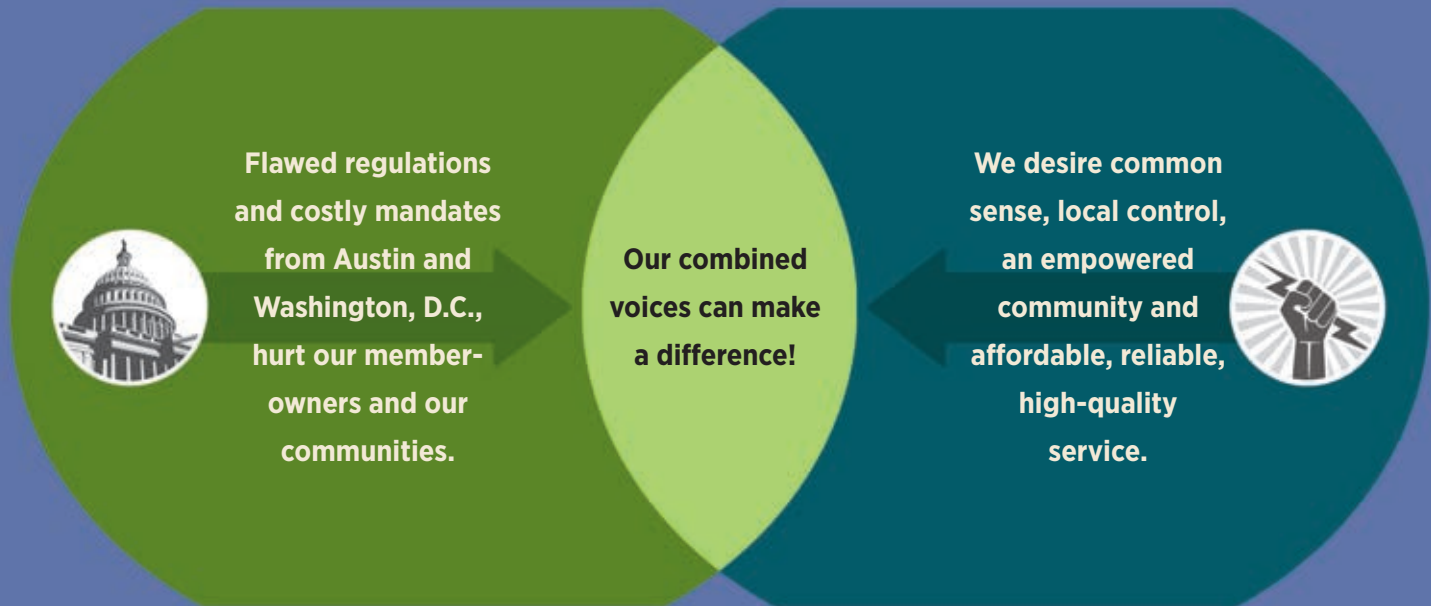 Flawed regulations
and costly mandates
from Austin and
Washington, D.C.,
hurt our member-
owners and our
communities.
Our combined
voices can make
a difference!
We desire common
sense, local control,
an empowered
community and
affordable, reliable,
high-quality
service.